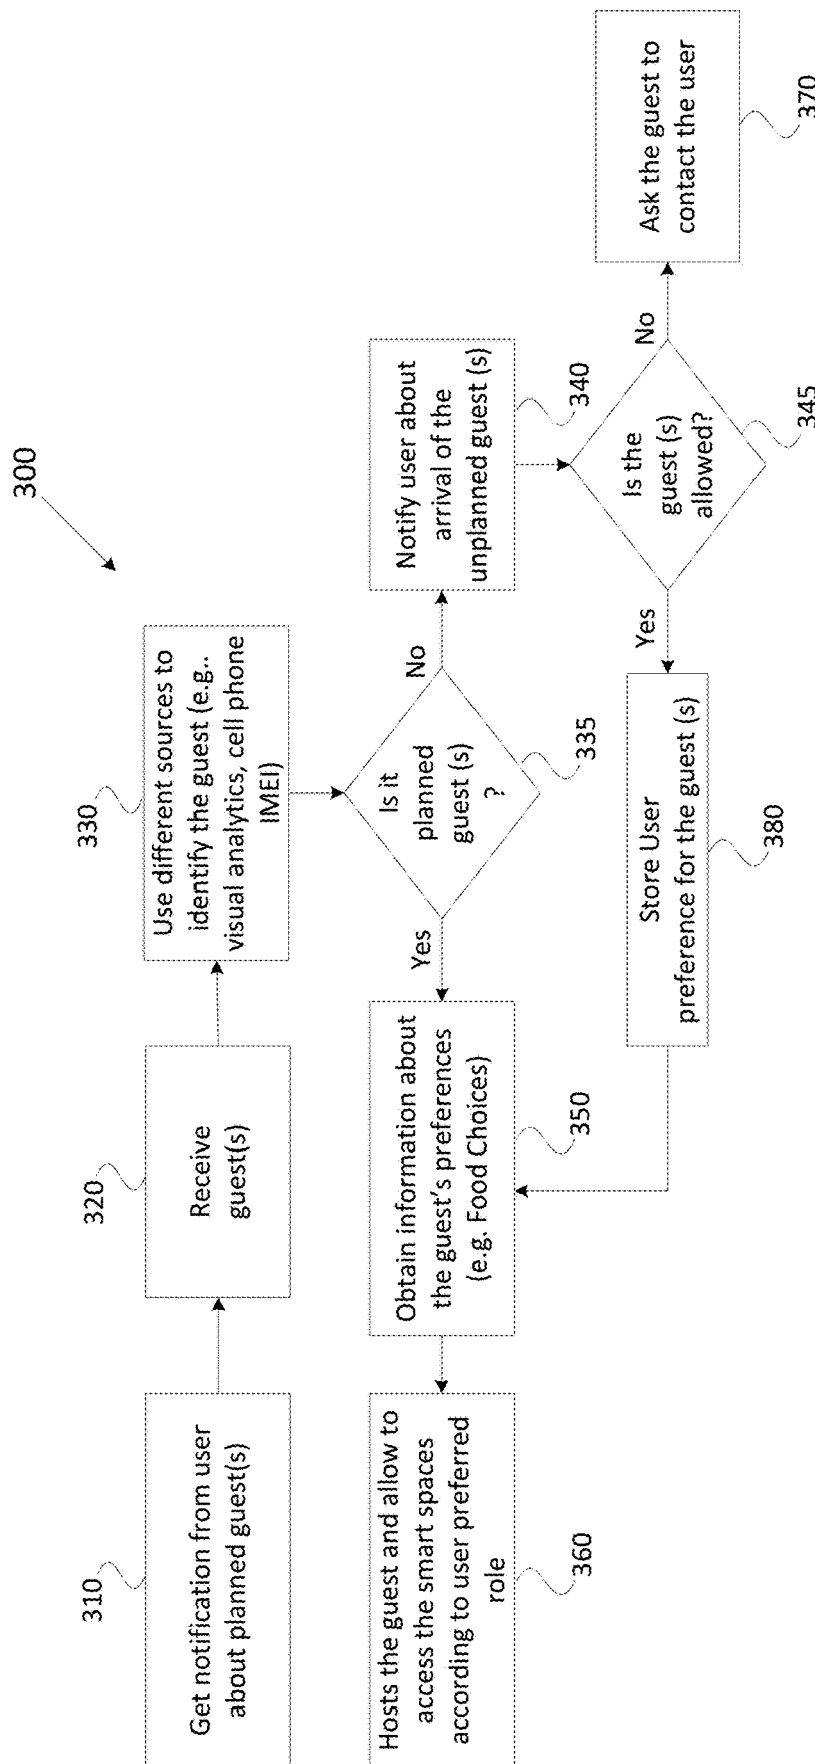 300
310
Get notification from user
about planned guest(s)
320
Receive
guest(s)
330
Use different sources to
identify the guest (e.g..
visual analytics, cell phone
IMEI)
Is it
planned
guest (s)
?
335
Yes
No
Notify user about
arrival of the
unplanned guest (s)
340
Is the
guest (s)
allowed?
345
No
Ask the guest to
contact the user
370
Yes
Store User
preference for the guest (s)
380
Obtain information about
the guest's preferences
(e.g. Food Choices)
350
Hosts the guest and allow to
access the smart spaces
according to user preferred
role
360